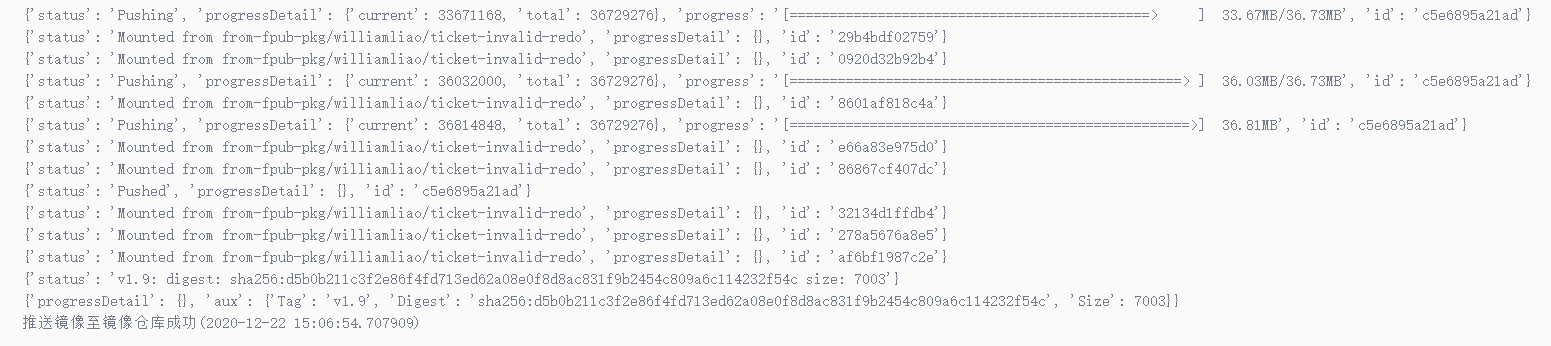 {'status': 'Pushing', 'progressDetail': {'current': 33671168, 'total': 36729276}, 'progress': '[=============================================>     ]  33.67MB/36.73MB', 'id': 'c5e6895a21ad'}
{'status': 'Mounted from from-fpub-pkg/williamliao/ticket-invalid-redo', 'progressDetail': {}, 'id': '29b4bdf02759'}
{'status': 'Mounted from from-fpub-pkg/williamliao/ticket-invalid-redo', 'progressDetail': {}, 'id': '0920d32b92b4'}
{'status': 'Pushing', 'progressDetail': {'current': 36032000, 'total': 36729276}, 'progress': '[=================================================> ]  36.03MB/36.73MB', 'id': 'c5e6895a21ad'}
{'status': 'Mounted from from-fpub-pkg/williamliao/ticket-invalid-redo', 'progressDetail': {}, 'id': '8601af818c4a'}
{'status': 'Pushing', 'progressDetail': {'current': 36814848, 'total': 36729276}, 'progress': '[==================================================>]  36.81MB', 'id': 'c5e6895a21ad'}
{'status': 'Mounted from from-fpub-pkg/williamliao/ticket-invalid-redo', 'progressDetail': {}, 'id': 'e66a83e975d0'}
{'status': 'Mounted from from-fpub-pkg/williamliao/ticket-invalid-redo', 'progressDetail': {}, 'id': '86867cf407dc'}
{'status': 'Pushed', 'progressDetail': {}, 'id': 'c5e6895a21ad'}
{'status': 'Mounted from from-fpub-pkg/williamliao/ticket-invalid-redo', 'progressDetail': {}, 'id': '32134d1ffdb4'}
{'status': 'Mounted from from-fpub-pkg/williamliao/ticket-invalid-redo', 'progressDetail': {}, 'id': '278a5676a8e5'}
{'status': 'Mounted from from-fpub-pkg/williamliao/ticket-invalid-redo', 'progressDetail': {}, 'id': 'af6bf1987c2e'}
{'status': 'v1.9: digest: sha256:d5b0b211c3f2e86f4fd713ed62a08e0f8d8ac831f9b2454c809a6c114232f54c size: 7003'}
{'progressDetail': {}, 'aux': {'Tag': 'v1.9', 'Digest': 'sha256:d5b0b211c3f2e86f4fd713ed62a08e0f8d8ac831f9b2454c809a6c114232f54c', 'Size': 7003}}
推送镜像至镜像仓库成功(2020-12-22 15:06:54.707909)